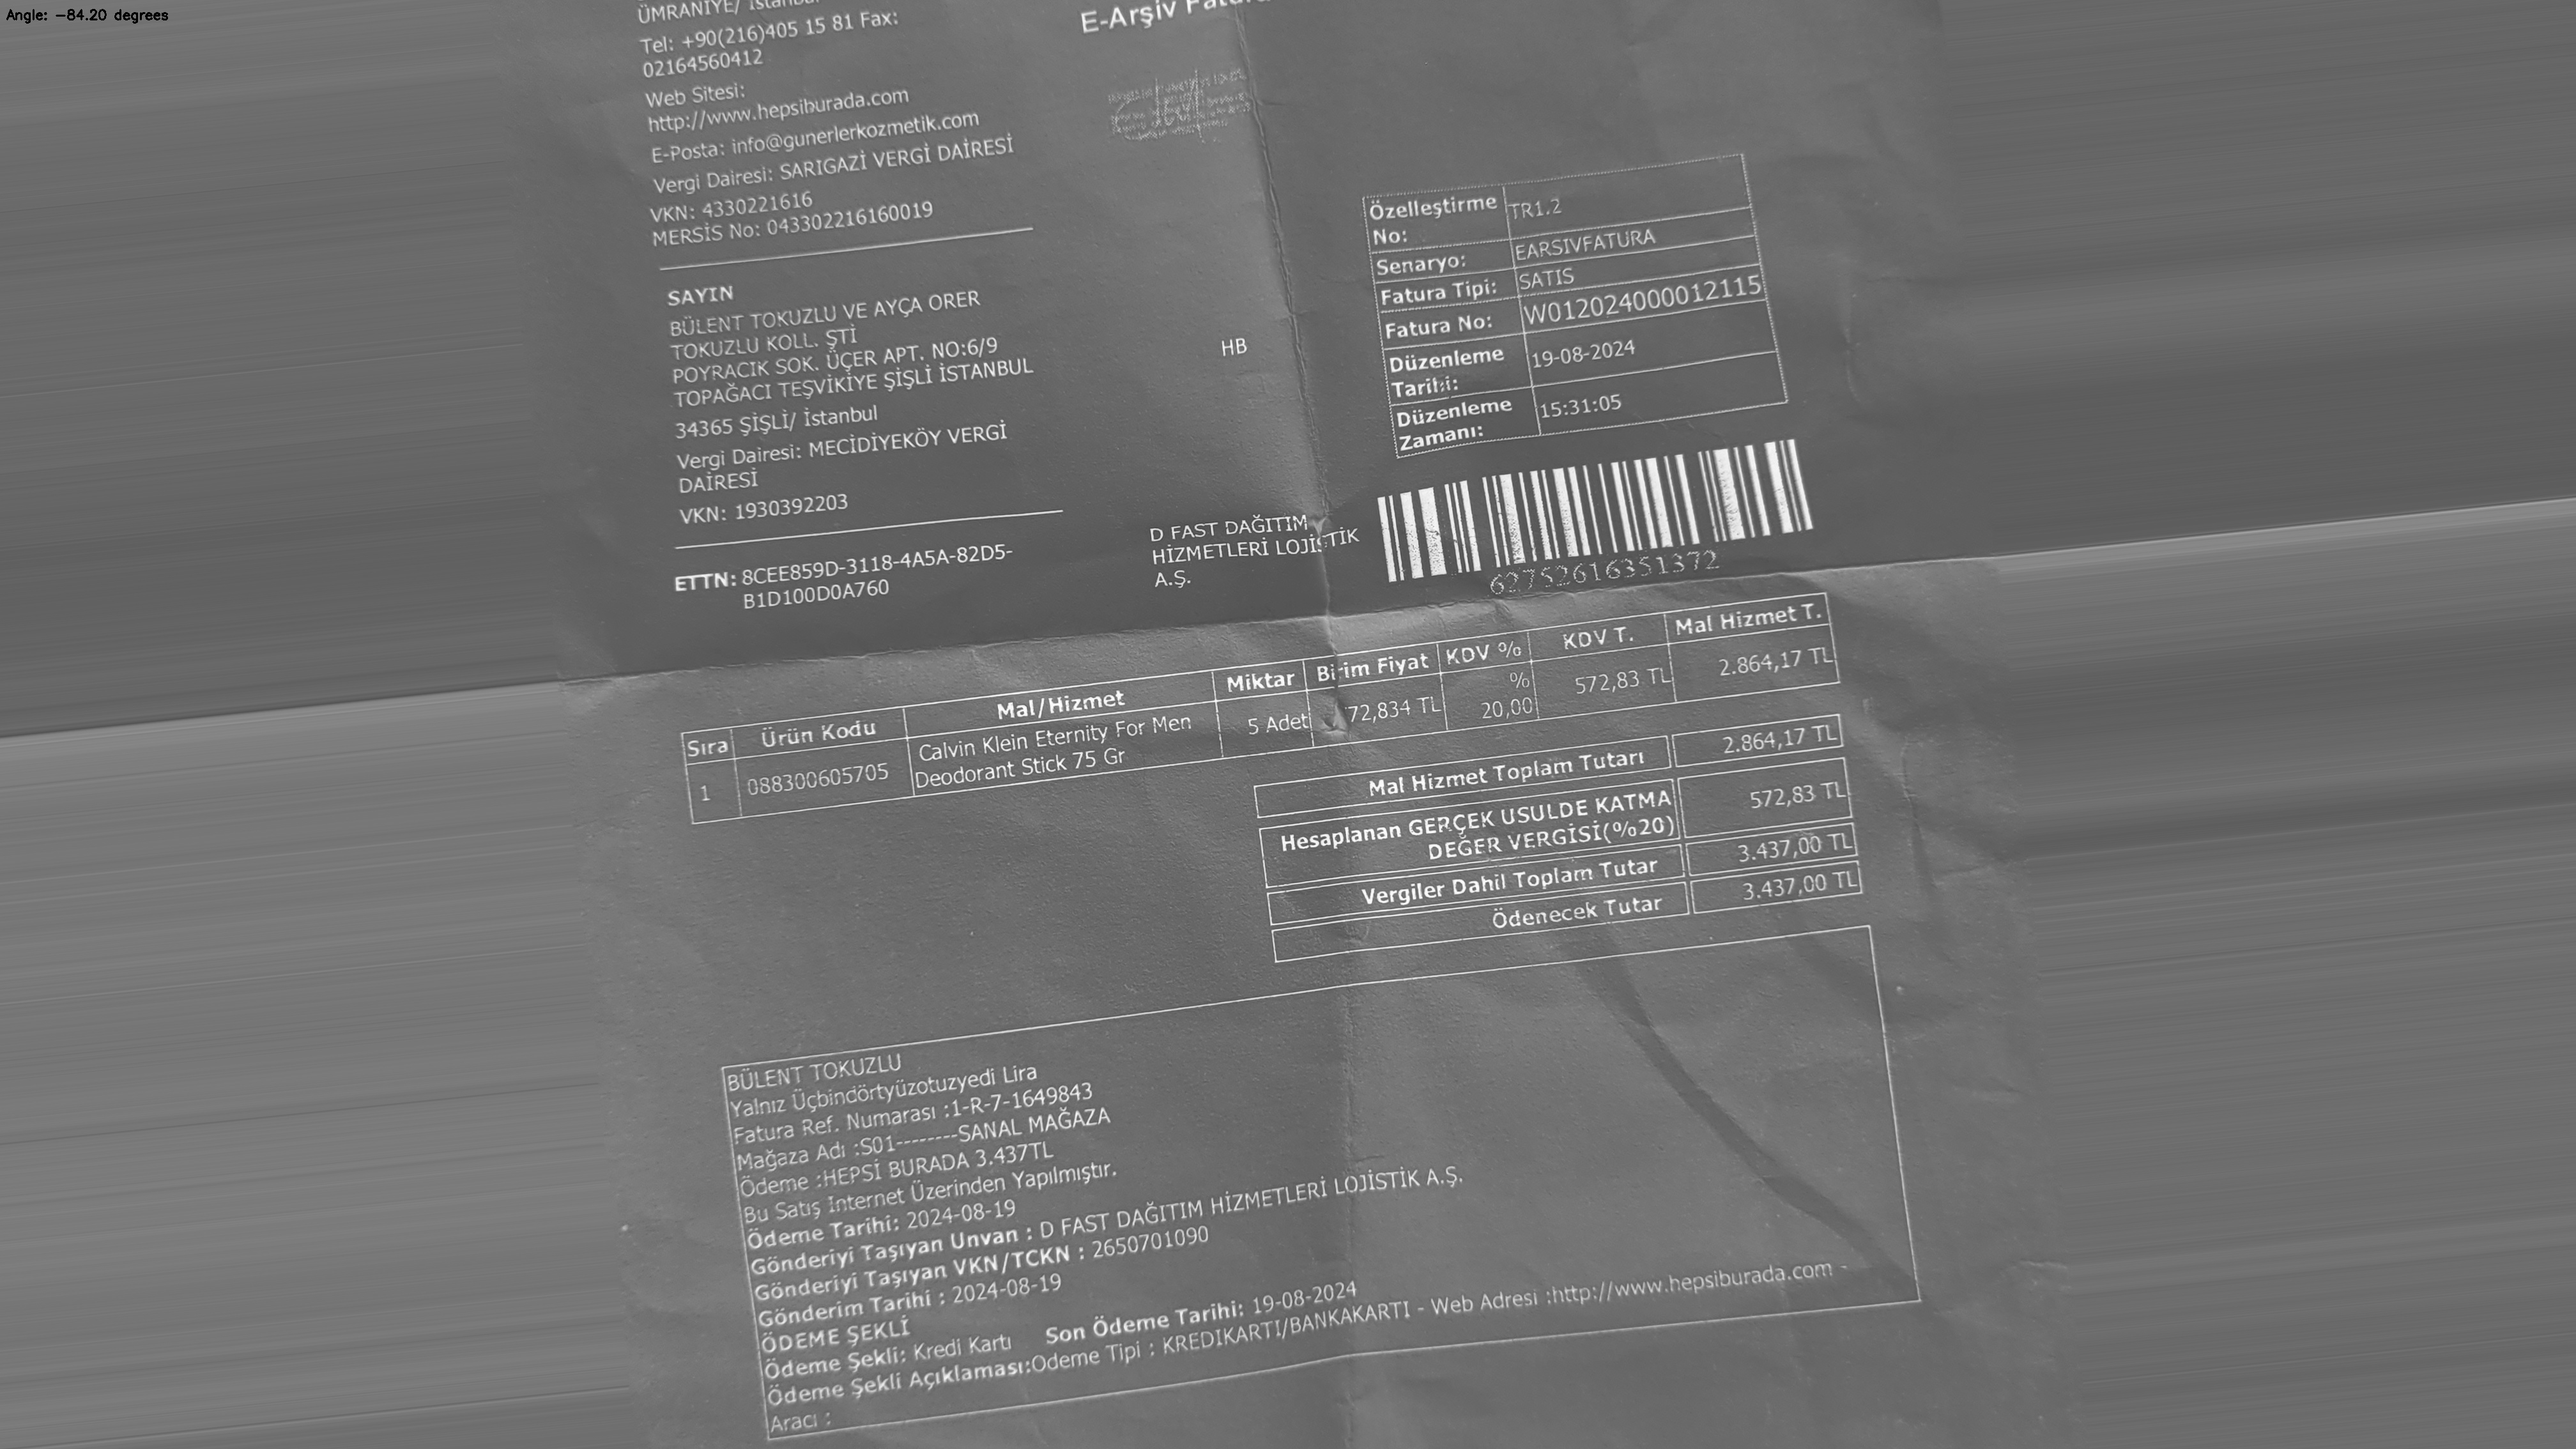 Angle: −84.20 degrees
ÜMRANİYE/ İstanbul
Tel: +90(216)405 15 81 Fax:
02164560412
Web Sitesi:
http://www.hepsiburada.com
E-Posta: info@gunerlerkozmetik.com
Vergi Dairesi: SARIGAZİ VERGİ DAİRESİ
VKN: 4330221616
MERSİS No: 043302216160019
E-Arşiv Fatura
SAYIN
BÜLENT TOKUZLU VE AYÇA ORER
TOKUZLU KOLL. ŞTİ
POYRACIK SOK. ÜÇER APT. NO:6/9
TOPAĞACI TEŞVİKİYE ŞİŞLİ İSTANBUL
34365 ŞİŞLİ/ İstanbul
Vergi Dairesi: MECİDİYEKÖY VERGİ
DAİRESİ
VKN: 1930392203
ETTN: 8CEE859D-3118-4A5A-82D5-
B1D100D0A760
HB
D FAST DAĞITIM
HİZMETLERİ LOJİSTİK
A.Ş.
Özelleştirme No: TR1.2
Senaryo: EARSIVFATURA
Fatura Tipi: SATIS
Fatura No: W012024000012115
Düzenleme Tarihi: 19-08-2024
Düzenleme Zamanı: 15:31:05
62752616351372
Sıra Ürün Kodu Mal/Hizmet Miktar Birim Fiyat KDV % KDV T. Mal Hizmet T.
1 088300605705 Calvin Klein Eternity For Men Deodorant Stick 75 Gr 5 Adet 72,834 TL % 20,00 572,83 TL 2.864,17 TL
Mal Hizmet Toplam Tutarı 2.864,17 TL
Hesaplanan GERÇEK USULDE KATMA
DEĞER VERGİSİ(%20) 572,83 TL
Vergiler Dahil Toplam Tutar 3.437,00 TL
Ödenecek Tutar 3.437,00 TL
BÜLENT TOKUZLU
Yalnız Üçbindörtyüzotuzyedi Lira
Fatura Ref. Numarası :1-R-7-1649843
Mağaza Adı :S01--------SANAL MAĞAZA
Ödeme :HEPSİ BURADA 3.437TL
Bu Satış Internet Üzerinden Yapılmıştır.
Ödeme Tarihi: 2024-08-19
Gönderiyi Taşıyan Unvan : D FAST DAĞITIM HİZMETLERİ LOJİSTİK A.Ş.
Gönderiyi Taşıyan VKN/TCKN : 2650701090
Gönderim Tarihi : 2024-08-19
ÖDEME ŞEKLİ
Ödeme Şekli: Kredi Kartı Son Ödeme Tarihi: 19-08-2024
Ödeme Şekli Açıklaması:Odeme Tipi : KREDIKARTI/BANKAKARTI - Web Adresi :http://www.hepsiburada.com -
Aracı :